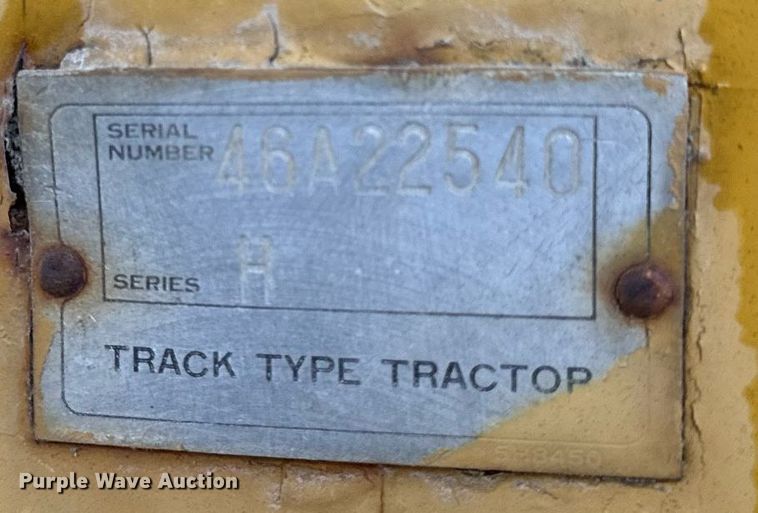 SERIAL
NUMBER 46A22540
SERIES H
TRACK TYPE TRACTOR
Purple Wave Auction